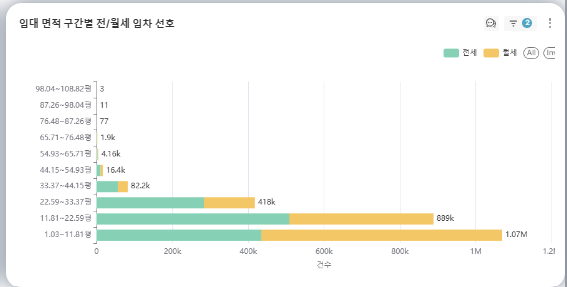 임대 면적 구간별 전/월세 임차 선호
2
전세 월세 All
98.04~108.82평 3
87.26~98.04평 11
76.48~87.26평 77
65.71~76.48평 1.9k
54.93~65.71평 4.16k
44.15~54.93평 16.4k
33.37~44.15평 82.2k
22.59~33.37평 418k
11.81~22.59평 889k
1.03~11.81평 1.07M
0 200k 400k 600k 800k 1M
건수